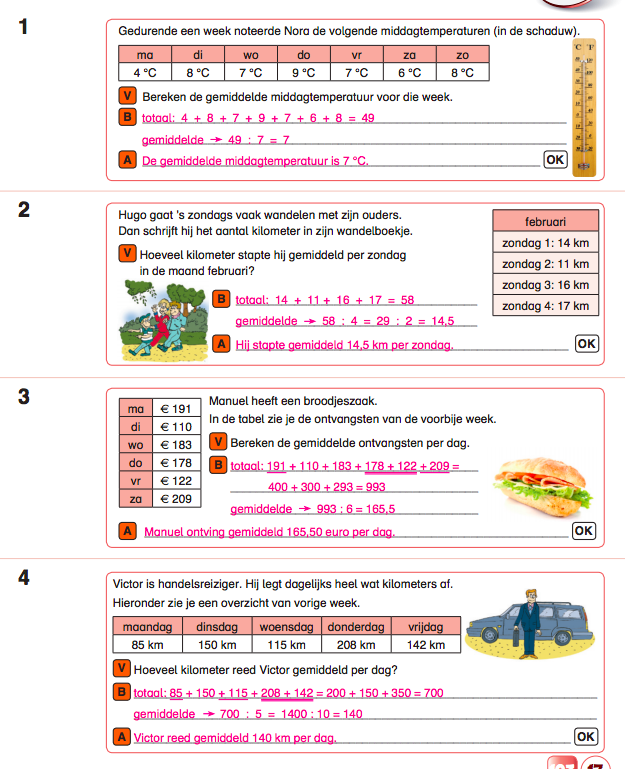 1
Gedurende een week noteerde Nora de volgende middagtemperaturen (in de schaduw).
ma di wo do vr za zo
4 °C 8 °C 7 °C 9 °C 7 °C 6 °C 8 °C
°C °F
V Bereken de gemiddelde middagtemperatuur voor die week.
B totaal: 4 + 8 + 7 + 9 + 7 + 6 + 8 = 49
gemiddelde → 49 : 7 = 7
A De gemiddelde middagtemperatuur is 7 °C. OK
2
Hugo gaat 's zondags vaak wandelen met zijn ouders.
Dan schrijft hij het aantal kilometer in zijn wandelboekje.
V Hoeveel kilometer stapte hij gemiddeld per zondag
in de maand februari?
februari
zondag 1: 14 km
zondag 2: 11 km
zondag 3: 16 km
zondag 4: 17 km
B totaal: 14 + 11 + 16 + 17 = 58
gemiddelde → 58 : 4 = 29 : 2 = 14,5
A Hij stapte gemiddeld 14,5 km per zondag. OK
3
ma € 191
di € 110
wo € 183
do € 178
vr € 122
za € 209
Manuel heeft een broodjeszaak.
In de tabel zie je de ontvangsten van de voorbije week.
V Bereken de gemiddelde ontvangsten per dag.
B totaal: 191 + 110 + 183 + 178 + 122 + 209 =
400 + 300 + 293 = 993
gemiddelde → 993 : 6 = 165,5
A Manuel ontving gemiddeld 165,50 euro per dag. OK
4
Victor is handelsreiziger. Hij legt dagelijks heel wat kilometers af.
Hieronder zie je een overzicht van vorige week.
maandag dinsdag woensdag donderdag vrijdag
85 km 150 km 115 km 208 km 142 km
V Hoeveel kilometer reed Victor gemiddeld per dag?
B totaal: 85 + 150 + 115 + 208 + 142 = 200 + 150 + 350 = 700
gemiddelde → 700 : 5 = 1400 : 10 = 140
A Victor reed gemiddeld 140 km per dag. OK